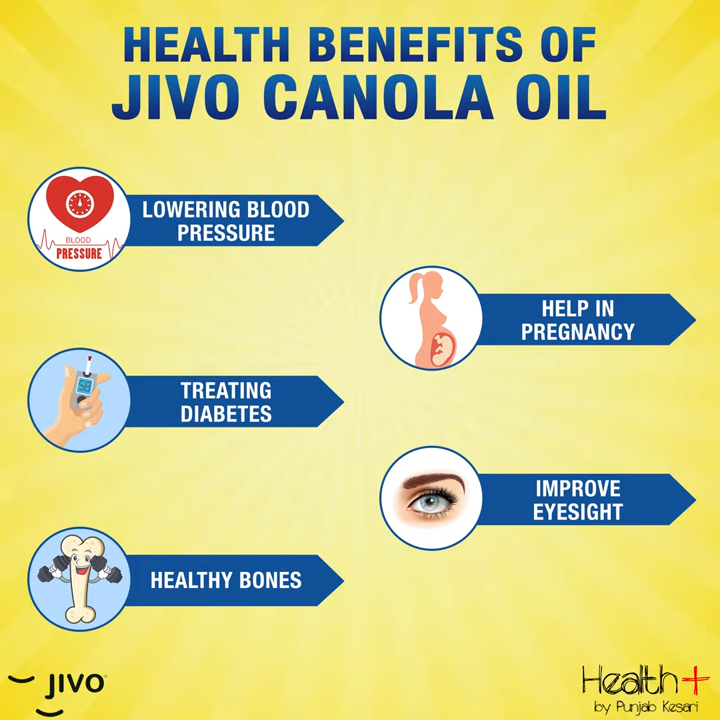 HEALTH BENEFITS OF
JIVO CANOLA OIL
BLOOD
PRESSURE
LOWERING BLOOD
PRESSURE
HELP IN
PREGNANCY
TREATING
DIABETES
IMPROVE
EYESIGHT
HEALTHY BONES
JIVO
Health+
by Punjab Kesari